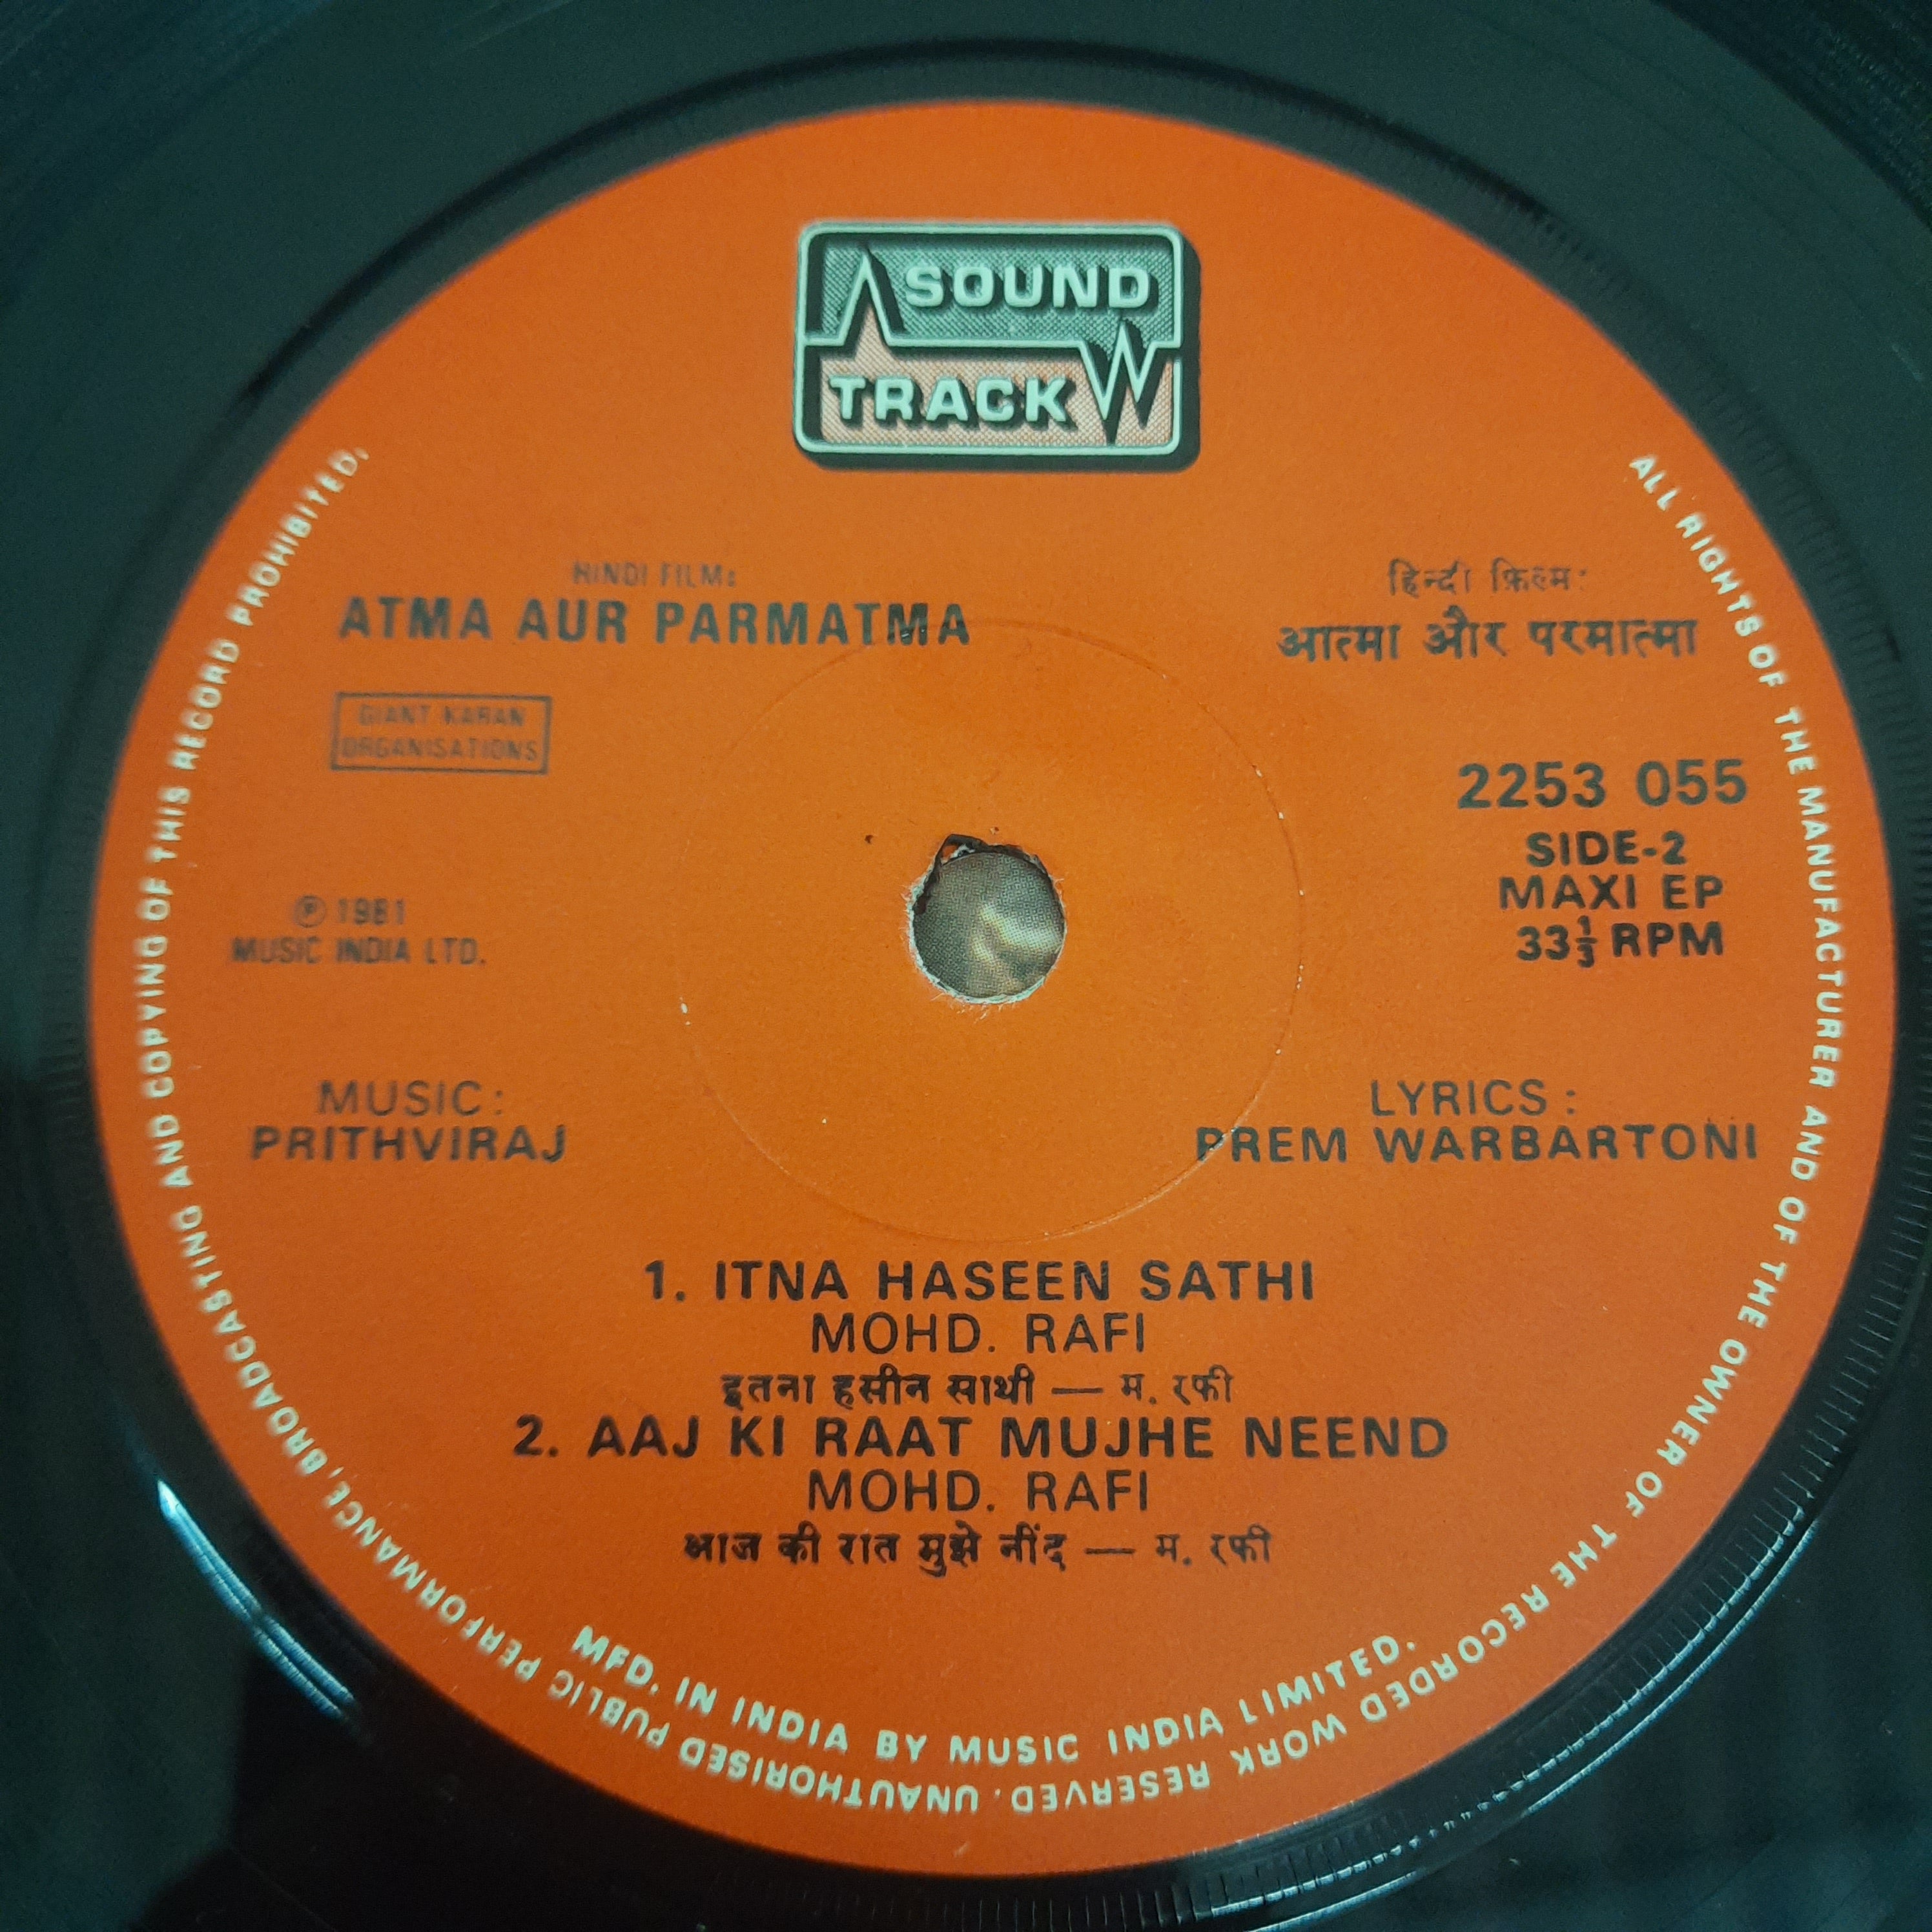 SOUND
TRACK
HINDI FILM:
ATMA AUR PARMATMA
हिन्दी फ़िल्म:
आत्मा और परमात्मा
GIANT KARAN
ORGANISATIONS
2253 055
SIDE-2
MAXI EP
33⅓ RPM
℗ 1981
MUSIC INDIA LTD.
MUSIC:
PRITHVIRAJ
LYRICS :
PREM WARBARTONI
1. ITNA HASEEN SATHI
MOHD. RAFI
इतना हसीन साथी — म. रफी
2. AAJ KI RAAT MUJHE NEEND
MOHD. RAFI
आज की रात मुझे नींद — म. रफी
MFD. IN INDIA BY MUSIC INDIA LIMITED.
ALL RIGHTS OF THE MANUFACTURER AND OF THE OWNER OF THE RECORDED WORK RESERVED. UNAUTHORISED PUBLIC PERFORMANCE, BROADCASTING AND COPYING OF THIS RECORD PROHIBITED.